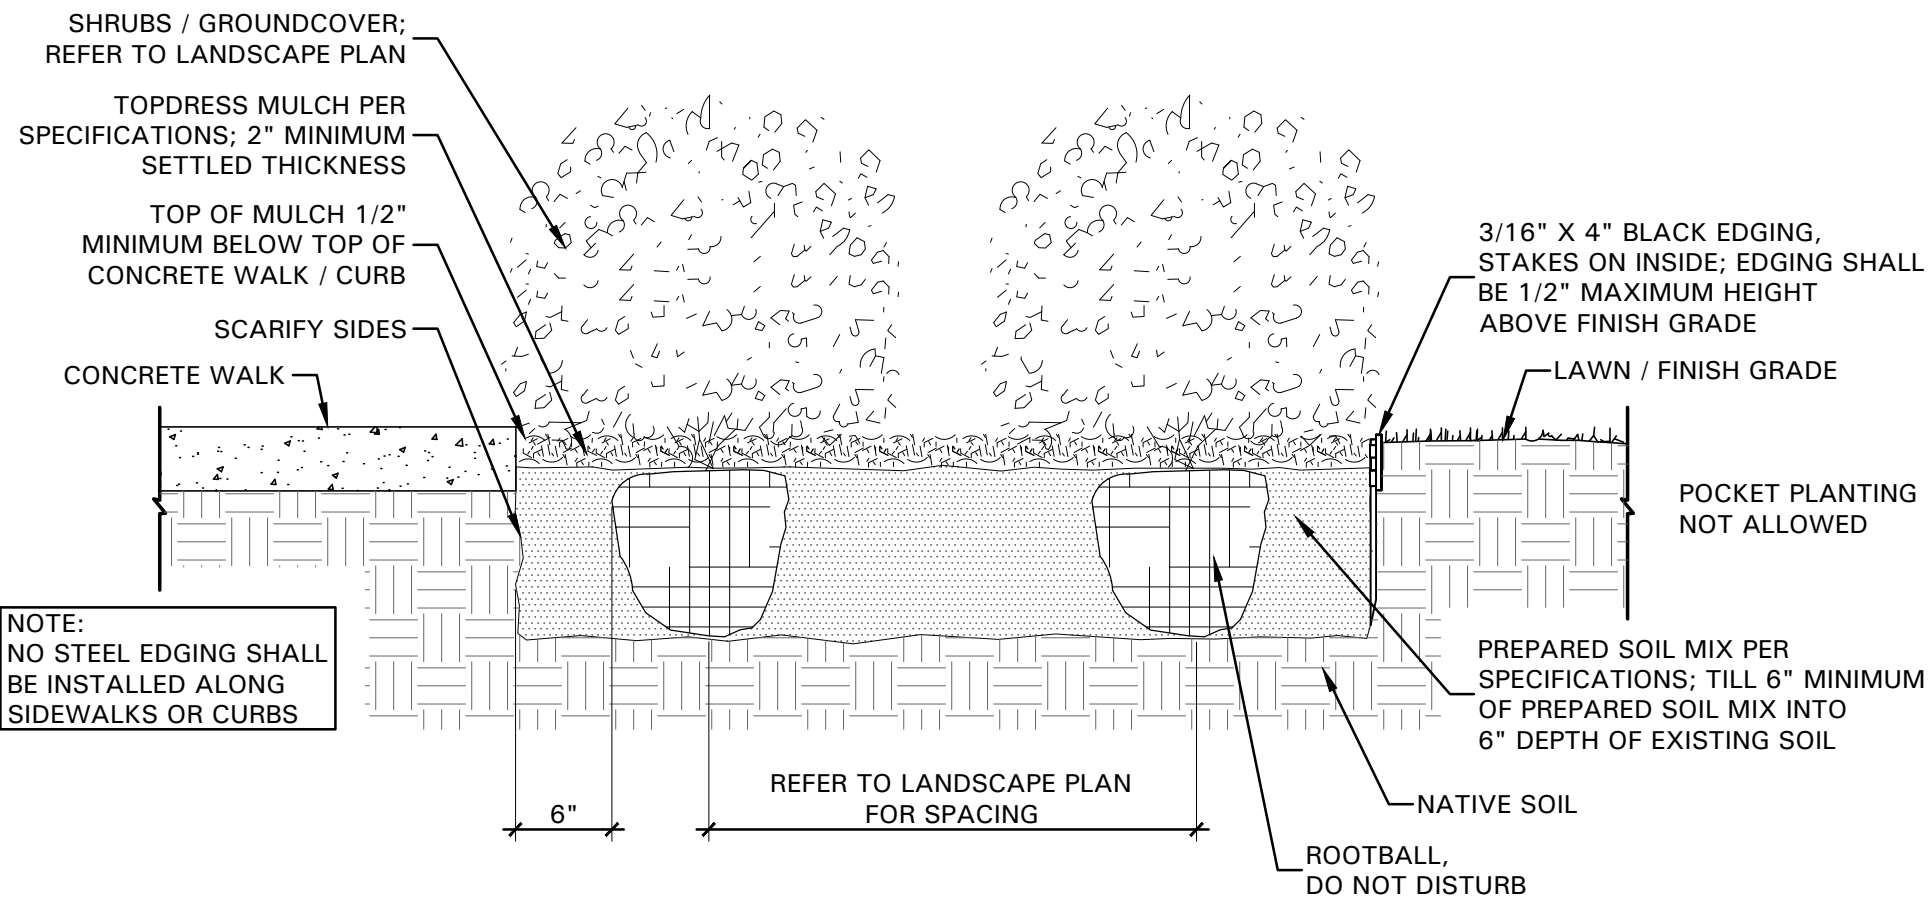 SHRUBS / GROUNDCOVER;
REFER TO LANDSCAPE PLAN
TOPDRESS MULCH PER
SPECIFICATIONS; 2" MINIMUM
SETTLED THICKNESS
TOP OF MULCH 1/2"
MINIMUM BELOW TOP OF
CONCRETE WALK / CURB
SCARIFY SIDES
CONCRETE WALK
NOTE:
NO STEEL EDGING SHALL
BE INSTALLED ALONG
SIDEWALKS OR CURBS
6"
REFER TO LANDSCAPE PLAN
FOR SPACING
3/16" X 4" BLACK EDGING,
STAKES ON INSIDE; EDGING SHALL
BE 1/2" MAXIMUM HEIGHT
ABOVE FINISH GRADE
LAWN / FINISH GRADE
POCKET PLANTING
NOT ALLOWED
PREPARED SOIL MIX PER
SPECIFICATIONS; TILL 6" MINIMUM
OF PREPARED SOIL MIX INTO
6" DEPTH OF EXISTING SOIL
NATIVE SOIL
ROOTBALL,
DO NOT DISTURB